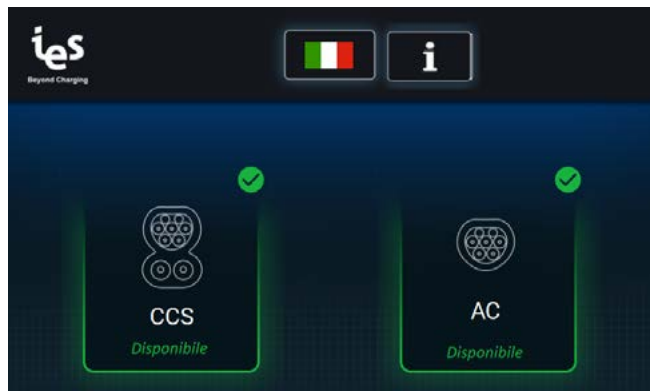 ies
Beyond Charging
i
CCS
Disponibile
AC
Disponibile